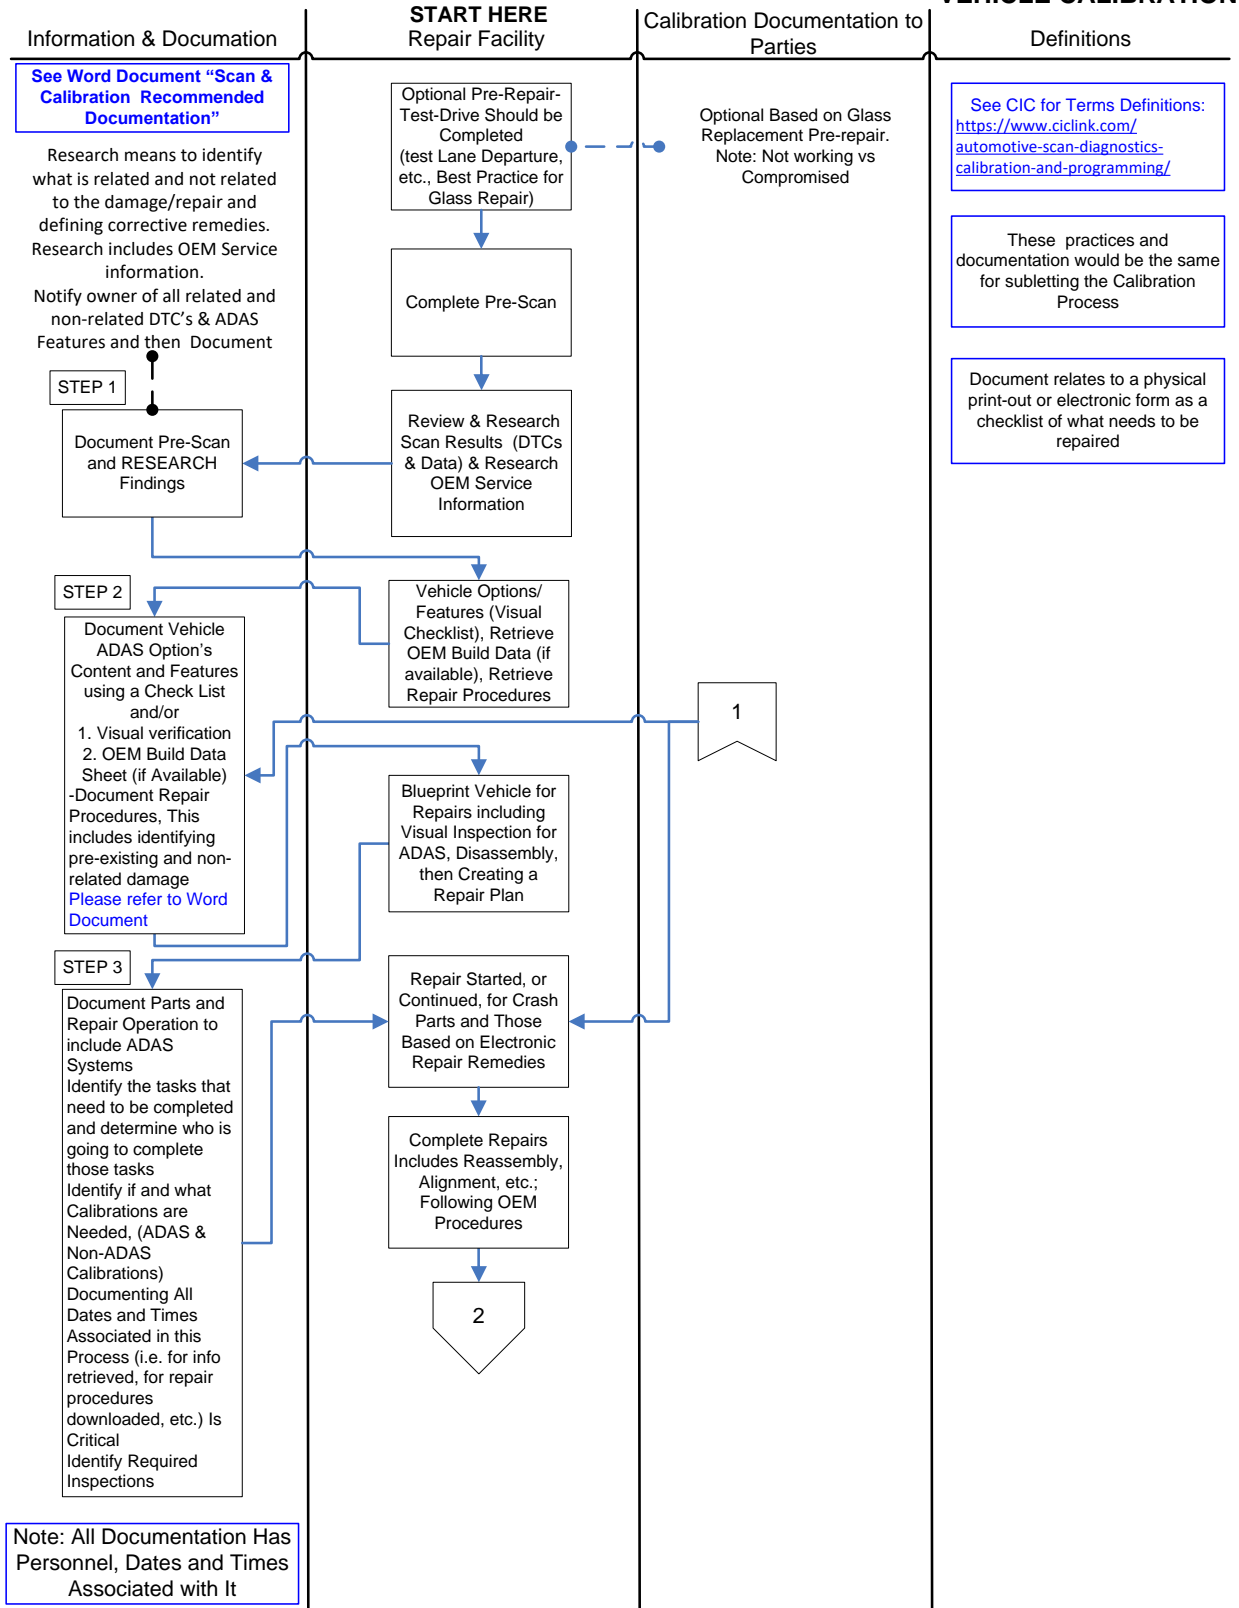 VEHICLE CALIBRATION
Information & Documation
START HERE
Repair Facility
Calibration Documentation to
Parties
Definitions
See Word Document “Scan &
Calibration Recommended
Documentation”
Research means to identify
what is related and not related
to the damage/repair and
defining corrective remedies.
Research includes OEM Service
information.
Notify owner of all related and
non-related DTC’s & ADAS
Features and then Document
STEP 1
Document Pre-Scan
and RESEARCH
Findings
STEP 2
Document Vehicle
ADAS Option’s
Content and Features
using a Check List
and/or
1. Visual verification
2. OEM Build Data
Sheet (if Available)
-Document Repair
Procedures, This
includes identifying
pre-existing and non-
related damage
Please refer to Word
Document
STEP 3
Document Parts and
Repair Operation to
include ADAS
Systems
Identify the tasks that
need to be completed
and determine who is
going to complete
those tasks
Identify if and what
Calibrations are
Needed, (ADAS &
Non-ADAS
Calibrations)
Documenting All
Dates and Times
Associated in this
Process (i.e. for info
retrieved, for repair
procedures
downloaded, etc.) Is
Critical
Identify Required
Inspections
Note: All Documentation Has
Personnel, Dates and Times
Associated with It
Optional Pre-Repair-
Test-Drive Should be
Completed
(test Lane Departure,
etc., Best Practice for
Glass Repair)
Complete Pre-Scan
Review & Research
Scan Results (DTCs
& Data) & Research
OEM Service
Information
Vehicle Options/
Features (Visual
Checklist), Retrieve
OEM Build Data (if
available), Retrieve
Repair Procedures
Blueprint Vehicle for
Repairs including
Visual Inspection for
ADAS, Disassembly,
then Creating a
Repair Plan
Repair Started, or
Continued, for Crash
Parts and Those
Based on Electronic
Repair Remedies
Complete Repairs
Includes Reassembly,
Alignment, etc.;
Following OEM
Procedures
2
Optional Based on Glass
Replacement Pre-repair.
Note: Not working vs
Compromised
1
See CIC for Terms Definitions:
https://www.ciclink.com/
automotive-scan-diagnostics-
calibration-and-programming/
These practices and
documentation would be the same
for subletting the Calibration
Process
Document relates to a physical
print-out or electronic form as a
checklist of what needs to be
repaired